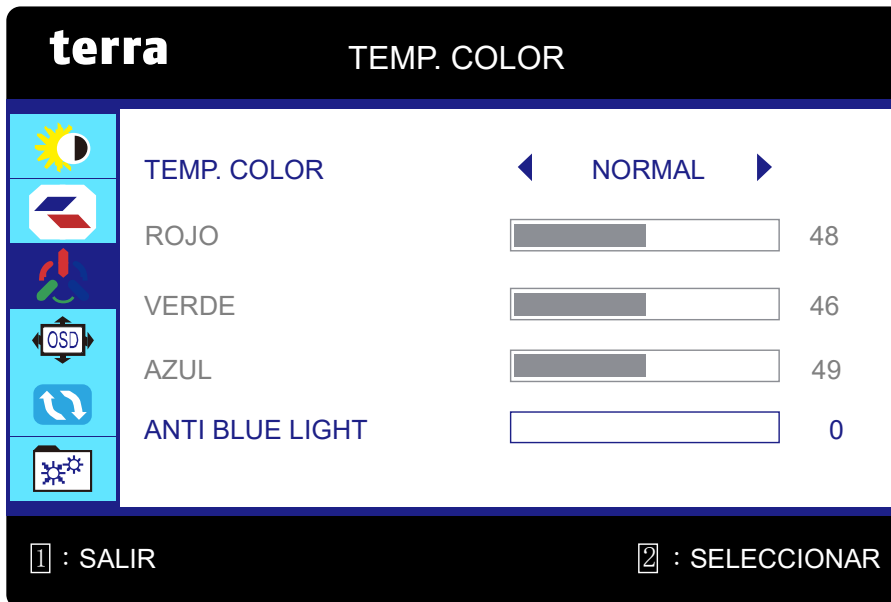 terra
TEMP. COLOR
TEMP. COLOR NORMAL
ROJO 48
VERDE 46
OSD
AZUL 49
ANTI BLUE LIGHT 0
1 : SALIR 2 : SELECCIONAR